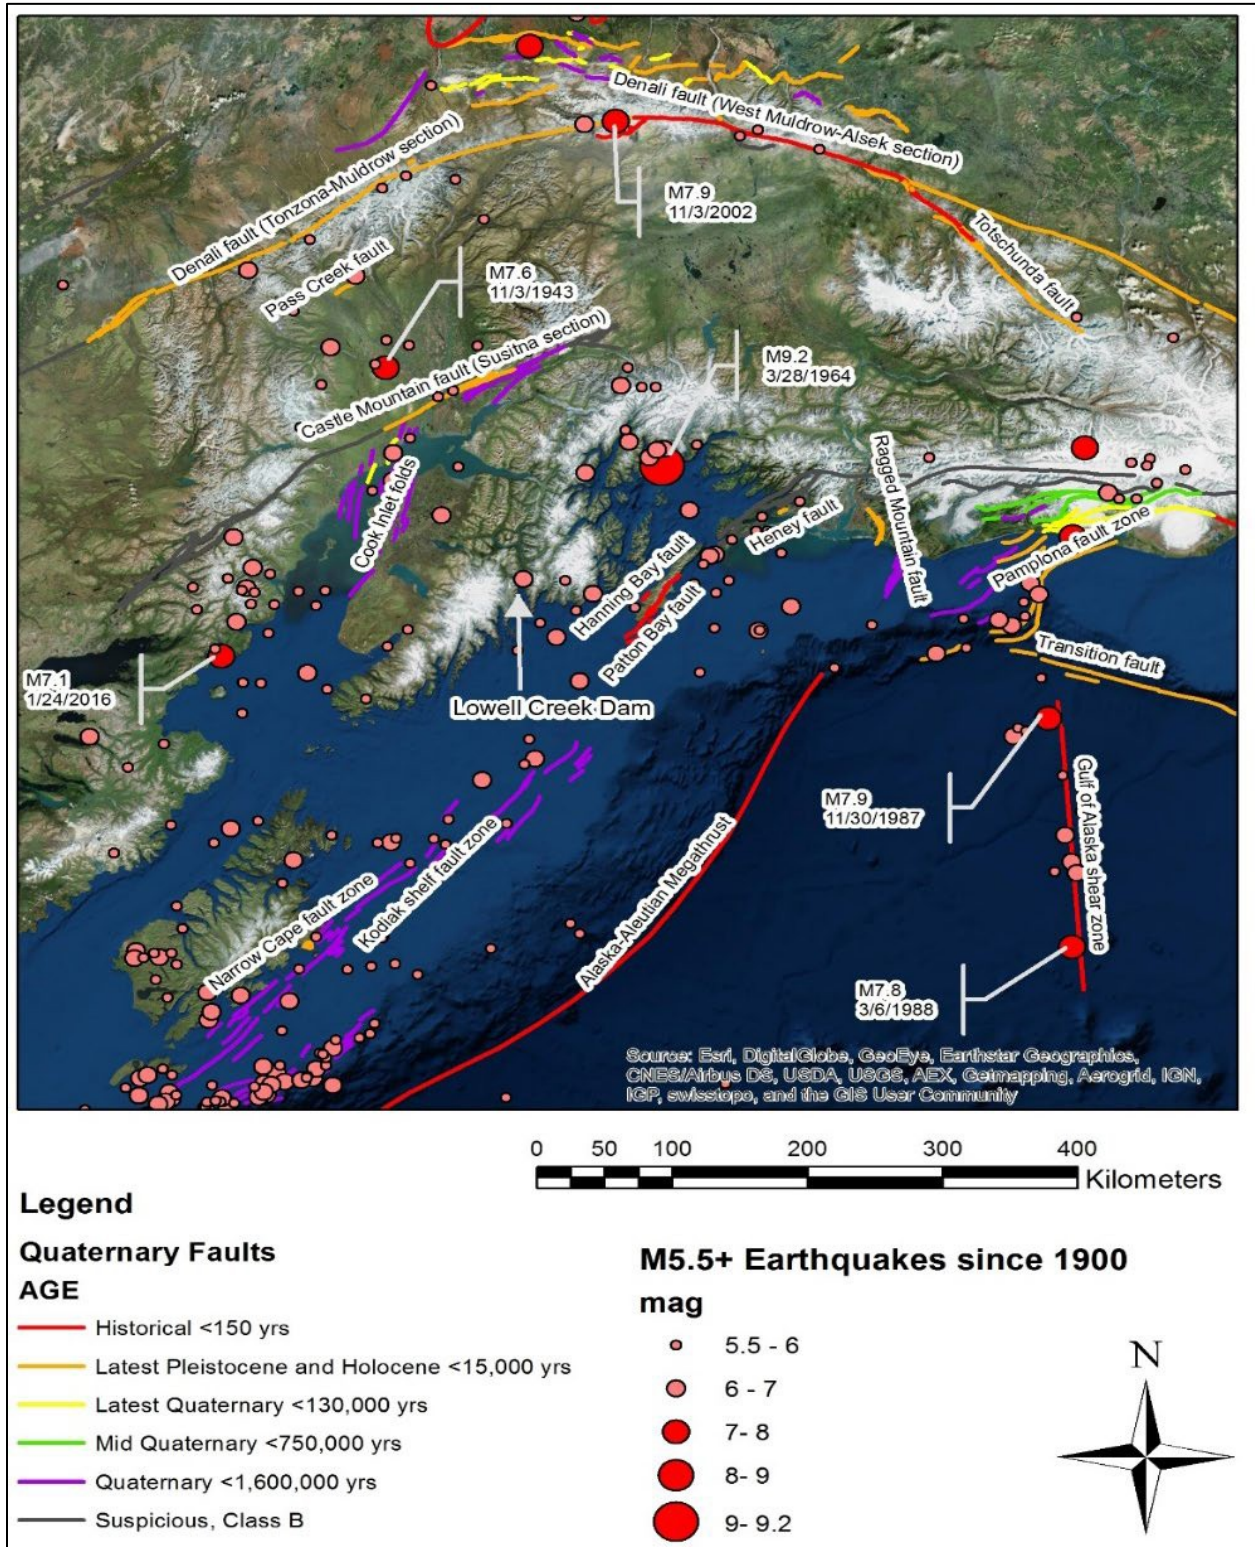 Denali fault (West Muldrow-Alsek section)
Denali fault (Tonzona-Muldrow section)
M7.9
11/3/2002
Totschunda fault
Pass Creek fault
M7.6
11/3/1943
Castle Mountain fault (Susitna section)
M9.2
3/28/1964
Cook Inlet folds
Ragged Mountain fault
Heney fault
Pamplona fault zone
Hanning Bay fault
Patton Bay fault
Transition fault
M7.1
1/24/2016
Lowell Creek Dam
M7.9
11/30/1987
Gulf of Alaska shear zone
Kodiak shelf fault zone
Narrow Cape fault zone
Alaska-Aleutian Megathrust
M7.8
3/6/1988
Source: Esri, DigitalGlobe, GeoEye, Earthstar Geographics,
CNES/Airbus DS, USDA, USGS, AEX, Getmapping, Aerogrid, IGN,
IGP, swisstopo, and the GIS User Community
0 50 100 200 300 400
Kilometers
Legend
Quaternary Faults
AGE
Historical <150 yrs
Latest Pleistocene and Holocene <15,000 yrs
Latest Quaternary <130,000 yrs
Mid Quaternary <750,000 yrs
Quaternary <1,600,000 yrs
Suspicious, Class B
M5.5+ Earthquakes since 1900
mag
5.5 - 6
6 - 7
7- 8
8- 9
9- 9.2
N